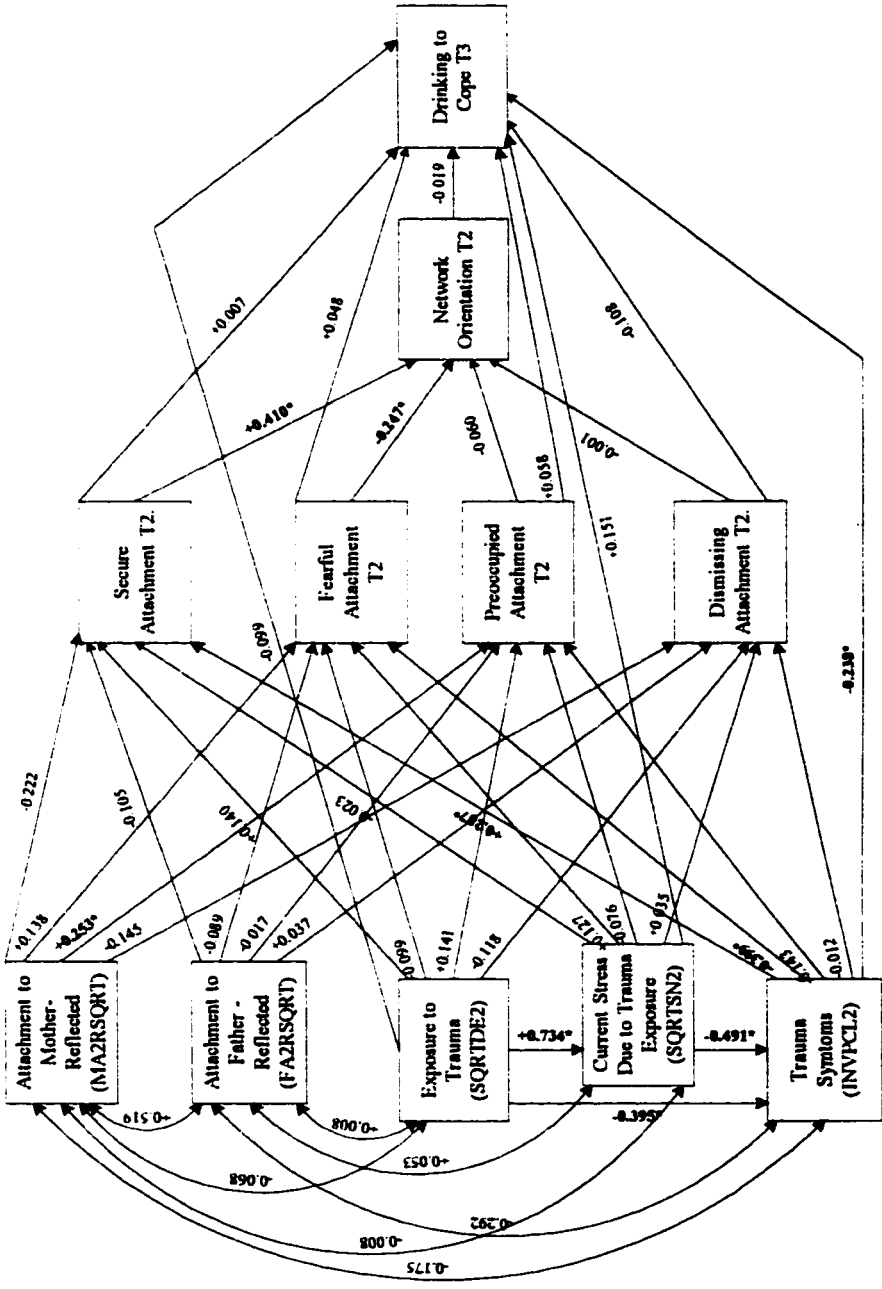 Attachment to
Mother-
Reflected
(MA2RSQRT)
Attachment to
Father -
Reflected
(FA2RSQRT)
Exposure to
Trauma
(SQRTDE2)
Current Stress
Due to Trauma
Exposure
(SQRTSN2)
Trauma
Symtoms
(INVPCL2)
Secure
Attachment T2.
Fearful
Attachment
T2
Preoccupied
Attachment
T2
Dismissing
Attachment T2.
Network
Orientation T2
Drinking to
Cope T3
-0.222
+0.138
+0.253*
-0.145
-0.105
-0.089
-0.017
+0.037
+0.140
-0.099
+0.141
-0.118
-0.099
+0.734*
-0.395*
-0.491*
+0.519
+0.008
-0.068
+0.053
-0.008
-0.292
-0.175
+0.287*
+0.035
-0.399*
-0.012
+0.007
+0.048
+0.410*
-0.247*
-0.060
-0.001
+0.058
+0.151
-0.019
-0.108
-0.230*